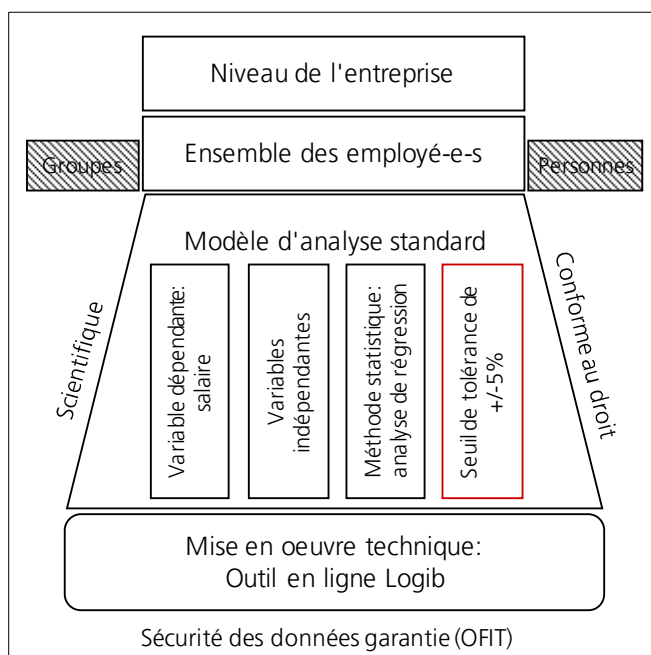 Niveau de l'entreprise
Groupes
Ensemble des employé-e-s
Personnes
Modèle d'analyse standard
Scientifique
Variable dépendante:
salaire
Variables
indépendantes
Méthode statistique:
analyse de régression
Seuil de tolérance de
+/-5%
Conforme au droit
Mise en oeuvre technique:
Outil en ligne Logib
Sécurité des données garantie (OFIT)